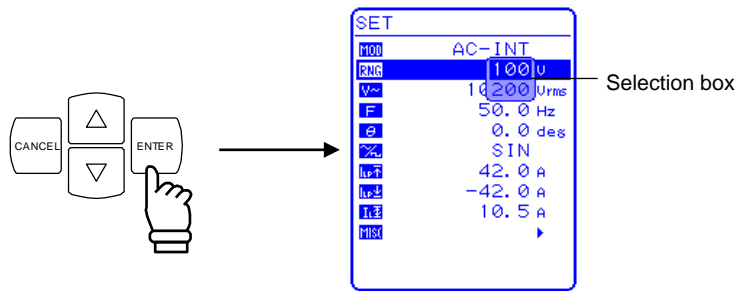 CANCEL
ENTER
SET
MOD AC-INT
RNG 100 V
V~ 200 Vrms
F 50.0 Hz
θ 0.0 deg
SIN
42.0 A
-42.0 A
10.5 A
MISC
Selection box